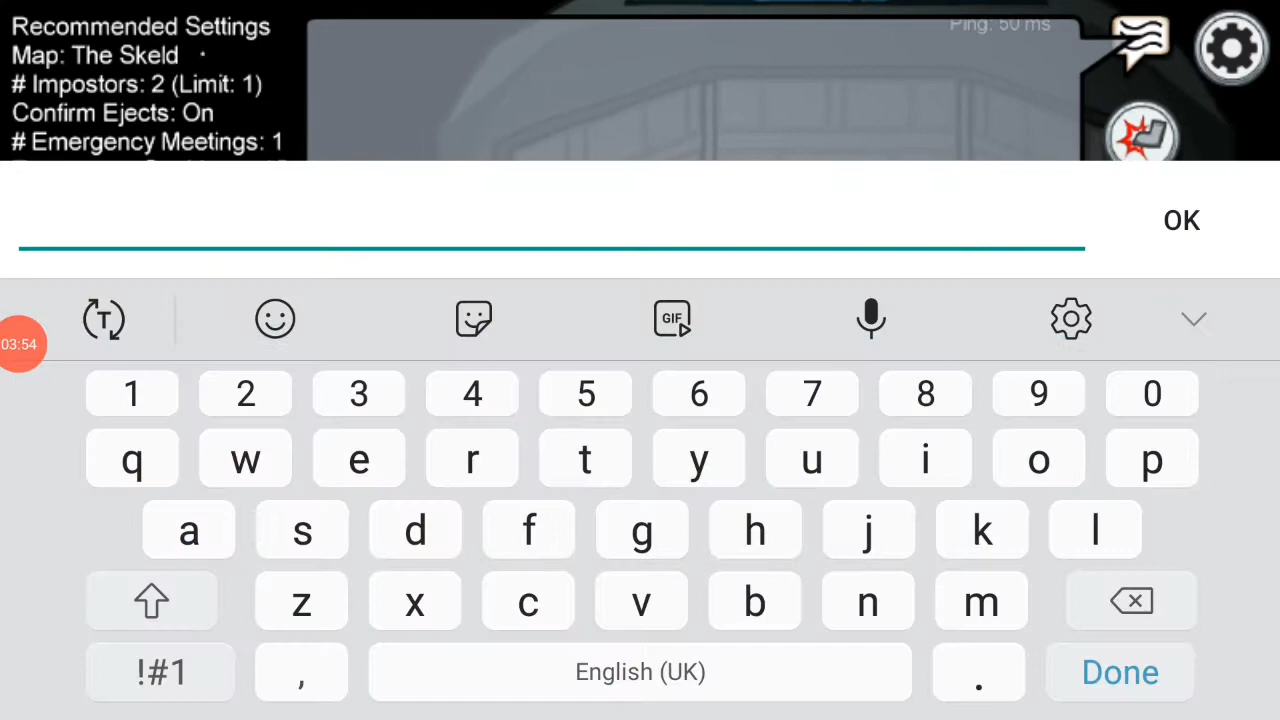 Recommended Settings
Map: The Skeld
# Impostors: 2 (Limit: 1)
Confirm Ejects: On
# Emergency Meetings: 1
Ping: 50 ms
OK
T
GIF
03:54
1 2 3 4 5 6 7 8 9 0
q w e r t y u i o p
a s d f g h j k l
z x c v b n m
!#1 , English (UK) . Done